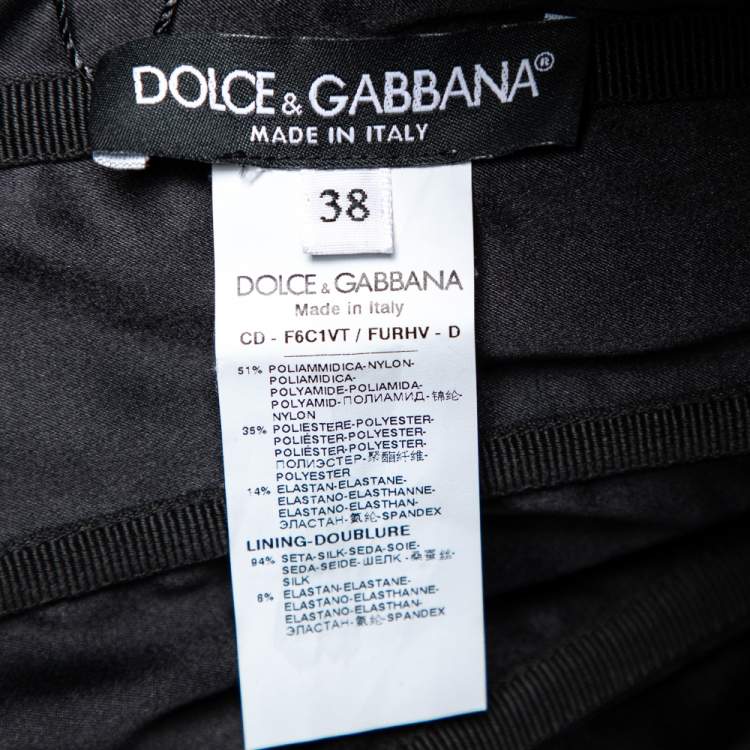 DOLCE & GABBANA®
MADE IN ITALY
38
DOLCE & GABBANA
Made in Italy
CD - F6C1VT / FURHV - D
51% POLIAMMIDICA-NYLON-
POLIAMIDICA-
POLYAMIDE-POLIAMIDA-
POLYAMID-ПОЛИАМИД-锦纶-
NYLON
35% POLIESTERE-POLYESTER-
POLIÉSTER-POLYESTER-
POLIÉSTER-POLYESTER-
ПОЛИЭСТЕР-聚酯纤维-
POLYESTER
14% ELASTAN-ELASTANE-
ELASTANO-ELASTHANNE-
ELASTANO-ELASTHAN-
ЭЛАСТАН-氨纶-SPANDEX
LINING-DOUBLURE
94% SETA-SILK-SEDA-SOIE-
SEDA-SEIDE-ШЕЛК-桑蚕丝-
SILK
6% ELASTAN-ELASTANE-
ELASTANO-ELASTHANNE-
ELASTANO-ELASTHAN-
ЭЛАСТАН-氨纶-SPANDEX